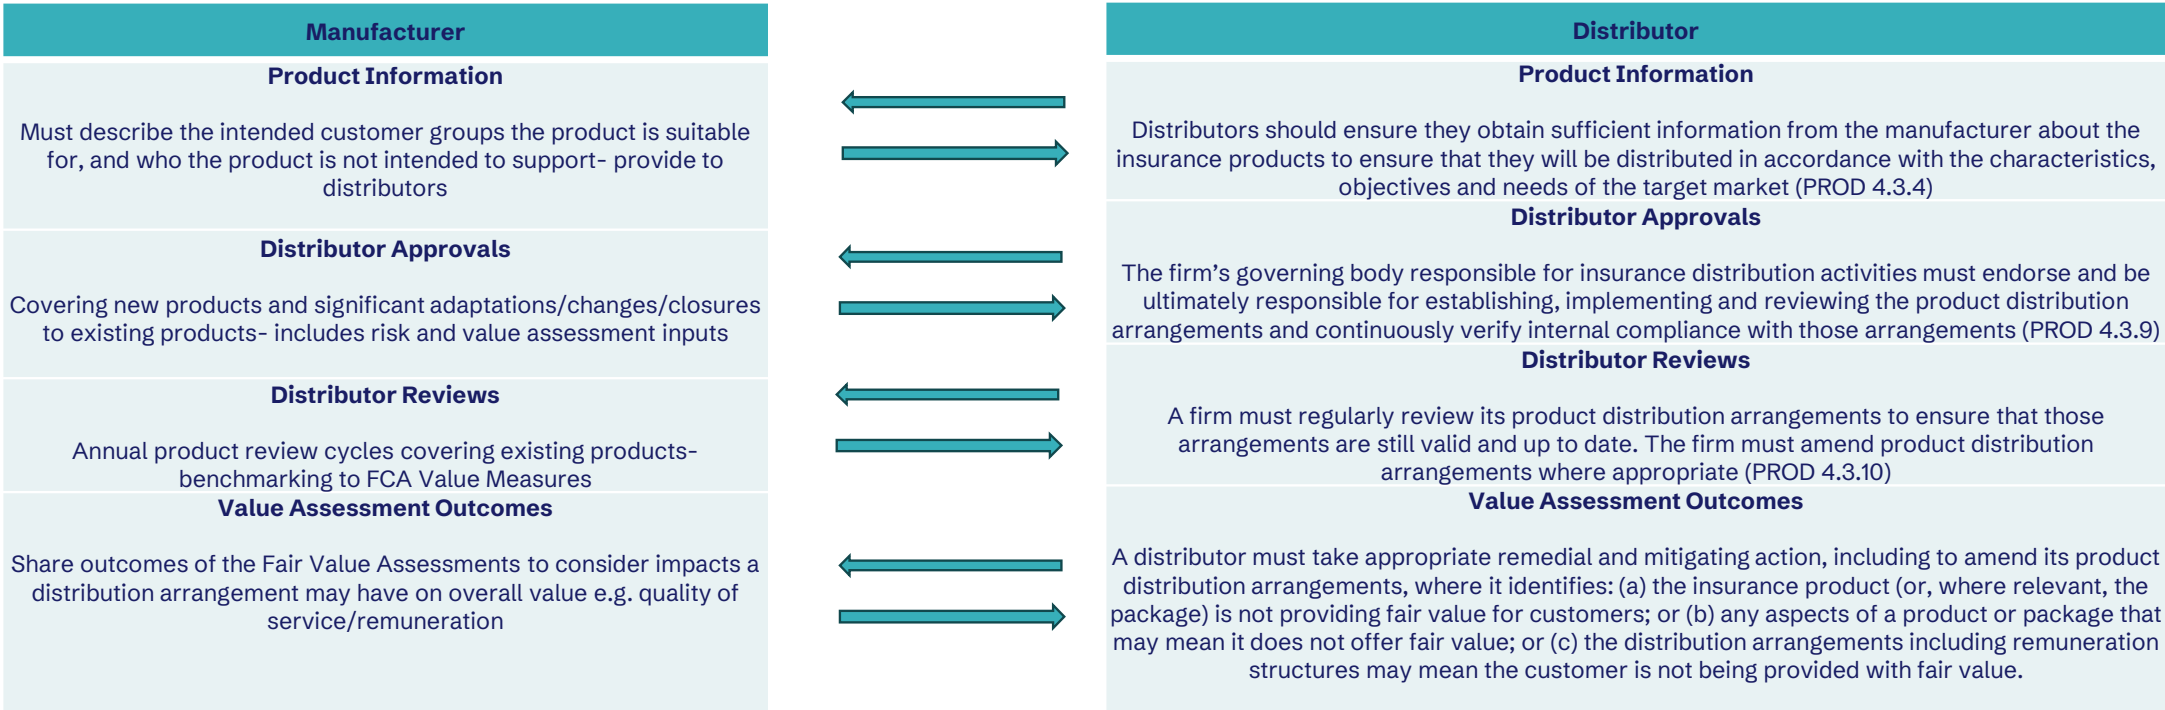 Manufacturer
Product Information
Must describe the intended customer groups the product is suitable
for, and who the product is not intended to support- provide to
distributors
Distributor Approvals
Covering new products and significant adaptations/changes/closures
to existing products- includes risk and value assessment inputs
Distributor Reviews
Annual product review cycles covering existing products-
benchmarking to FCA Value Measures
Value Assessment Outcomes
Share outcomes of the Fair Value Assessments to consider impacts a
distribution arrangement may have on overall value e.g. quality of
service/remuneration
Distributor
Product Information
Distributors should ensure they obtain sufficient information from the manufacturer about the
insurance products to ensure that they will be distributed in accordance with the characteristics,
objectives and needs of the target market (PROD 4.3.4)
Distributor Approvals
The firm’s governing body responsible for insurance distribution activities must endorse and be
ultimately responsible for establishing, implementing and reviewing the product distribution
arrangements and continuously verify internal compliance with those arrangements (PROD 4.3.9)
Distributor Reviews
A firm must regularly review its product distribution arrangements to ensure that those
arrangements are still valid and up to date. The firm must amend product distribution
arrangements where appropriate (PROD 4.3.10)
Value Assessment Outcomes
A distributor must take appropriate remedial and mitigating action, including to amend its product
distribution arrangements, where it identifies: (a) the insurance product (or, where relevant, the
package) is not providing fair value for customers; or (b) any aspects of a product or package that
may mean it does not offer fair value; or (c) the distribution arrangements including remuneration
structures may mean the customer is not being provided with fair value.